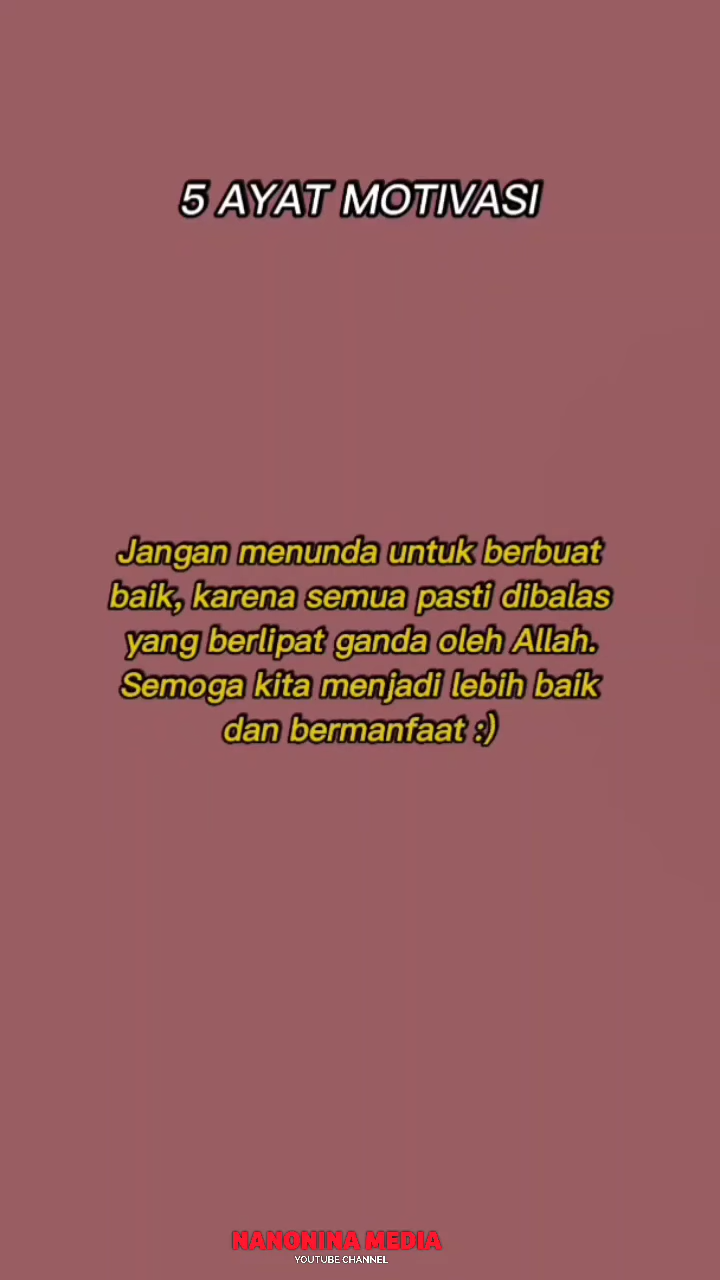 5 AYAT MOTIVASI
Jangan menunda untuk berbuat
baik, karena semua pasti dibalas
yang berlipat ganda oleh Allah.
Semoga kita menjadi lebih baik
dan bermanfaat :)
NANONINA MEDIA
YOUTUBE CHANNEL